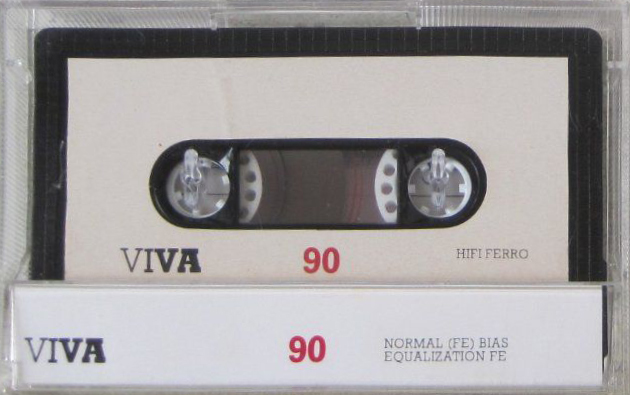 VIVA 90 HIFI FERRO
VIVA 90 NORMAL (FE) BIAS
EQUALIZATION FE